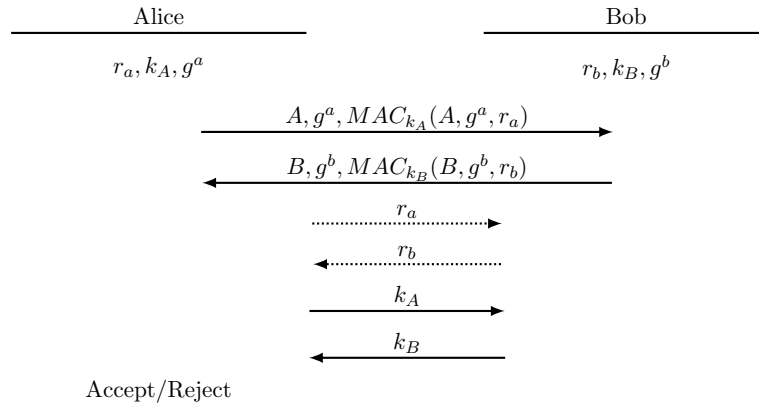 Alice Bob
r_a, k_A, g^a r_b, k_B, g^b
A, g^a, MAC_{k_A}(A, g^a, r_a)
B, g^b, MAC_{k_B}(B, g^b, r_b)
r_a
r_b
k_A
k_B
Accept/Reject